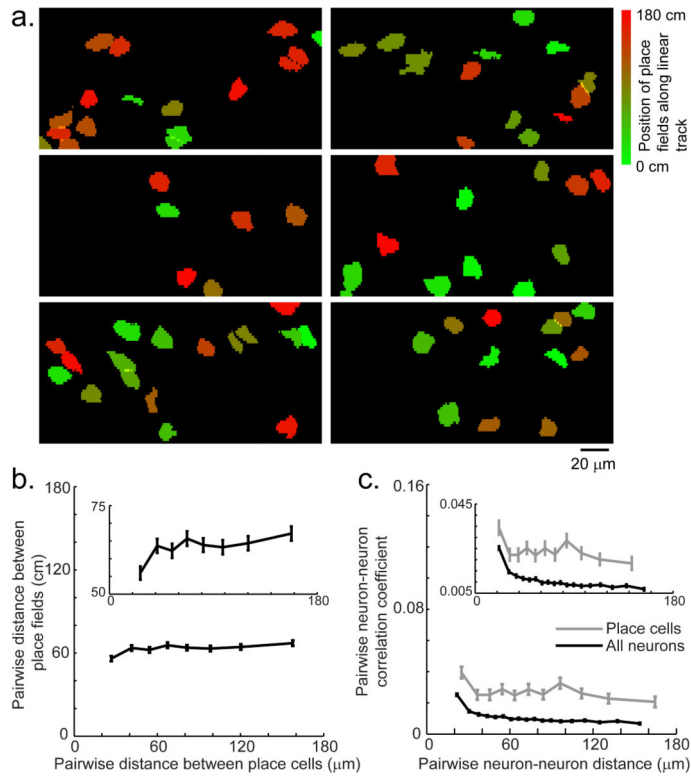 a.
180 cm
Position of place
fields along linear
track
0 cm
20 μm
b.
180
120
60
0
Pairwise distance between
place fields (cm)
75
50
0
180
0
60
120
180
Pairwise distance between place cells (μm)
c.
0.16
0.08
0
Pairwise neuron-neuron
correlation coefficient
0.045
0.005
0
180
Place cells
All neurons
0
60
120
180
Pairwise neuron-neuron distance (μm)